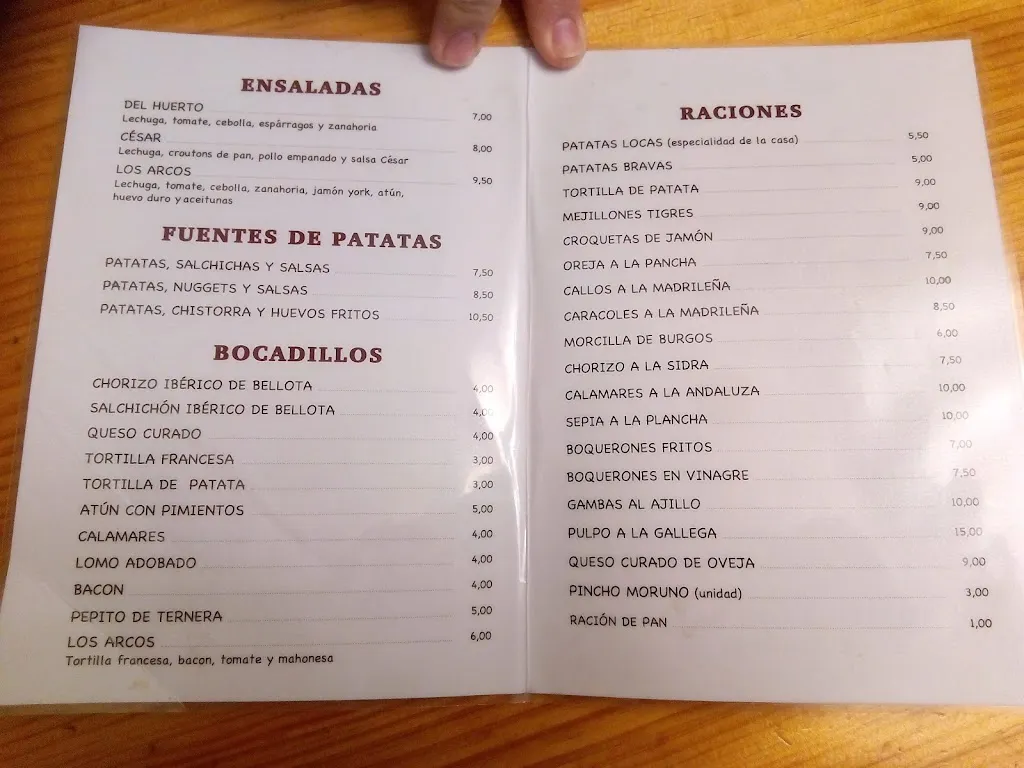 ENSALADAS
DEL HUERTO 7,00
Lechuga, tomate, cebolla, espárragos y zanahoria
CÉSAR 8,00
Lechuga, croutons de pan, pollo empanado y salsa César
LOS ARCOS 9,50
Lechuga, tomate, cebolla, zanahoria, jamón york, atún,
huevo duro y aceitunas
FUENTES DE PATATAS
PATATAS, SALCHICHAS Y SALSAS 7,50
PATATAS, NUGGETS Y SALSAS 8,50
PATATAS, CHISTORRA Y HUEVOS FRITOS 10,50
BOCADILLOS
CHORIZO IBÉRICO DE BELLOTA 4,00
SALCHICHÓN IBÉRICO DE BELLOTA 4,00
QUESO CURADO 4,00
TORTILLA FRANCESA 3,00
TORTILLA DE PATATA 3,00
ATÚN CON PIMIENTOS 5,00
CALAMARES 4,00
LOMO ADOBADO 4,00
BACON 4,00
PEPITO DE TERNERA 5,00
LOS ARCOS 6,00
Tortilla francesa, bacon, tomate y mahonesa
RACIONES
PATATAS LOCAS (especialidad de la casa) 5,50
PATATAS BRAVAS 5,00
TORTILLA DE PATATA 9,00
MEJILLONES TIGRES 9,00
CROQUETAS DE JAMÓN 9,00
OREJA A LA PANCHA 7,50
CALLOS A LA MADRILEÑA 10,00
CARACOLES A LA MADRILEÑA 8,50
MORCILLA DE BURGOS 6,00
CHORIZO A LA SIDRA 7,50
CALAMARES A LA ANDALUZA 10,00
SEPIA A LA PLANCHA 10,00
BOQUERONES FRITOS 7,00
BOQUERONES EN VINAGRE 7,50
GAMBAS AL AJILLO 10,00
PULPO A LA GALLEGA 15,00
QUESO CURADO DE OVEJA 9,00
PINCHO MORUNO (unidad) 3,00
RACIÓN DE PAN 1,00